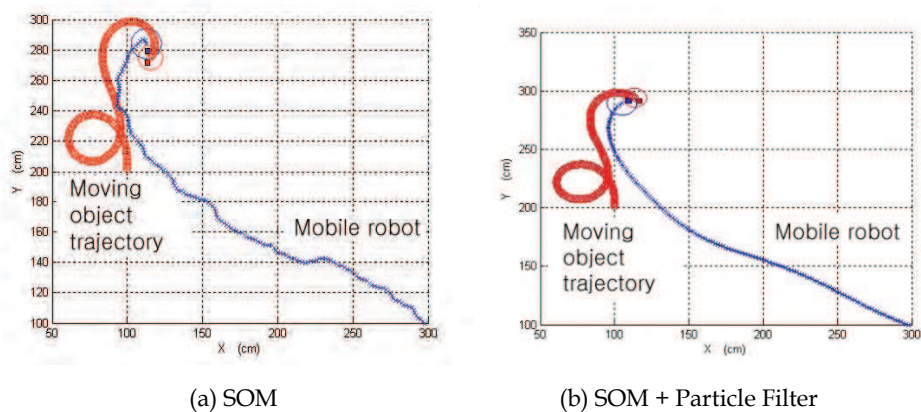 300
280
260
240
220
200
180
160
140
120
100
Y (cm)
50
100
150
200
250
300
X (cm)
Moving
object
trajectory
Mobile robot
(a) SOM
350
300
250
200
150
100
Y (cm)
50
100
150
200
250
300
X (cm)
Moving
object
trajectory
Mobile robot
(b) SOM + Particle Filter